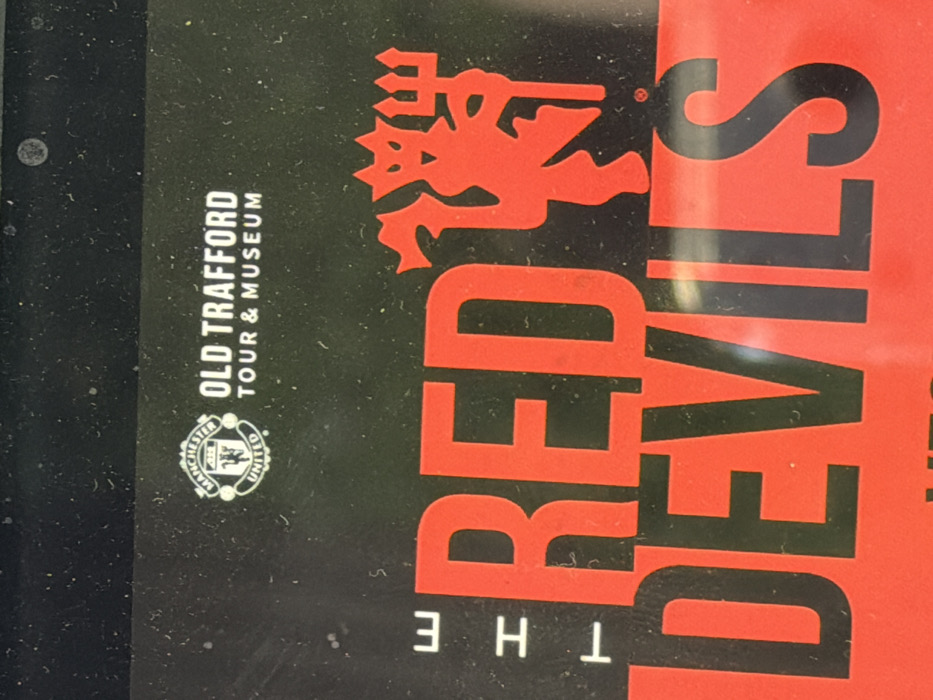 MANCHESTER
UNITED
OLD TRAFFORD
TOUR & MUSEUM
THE
RED
DEVILS